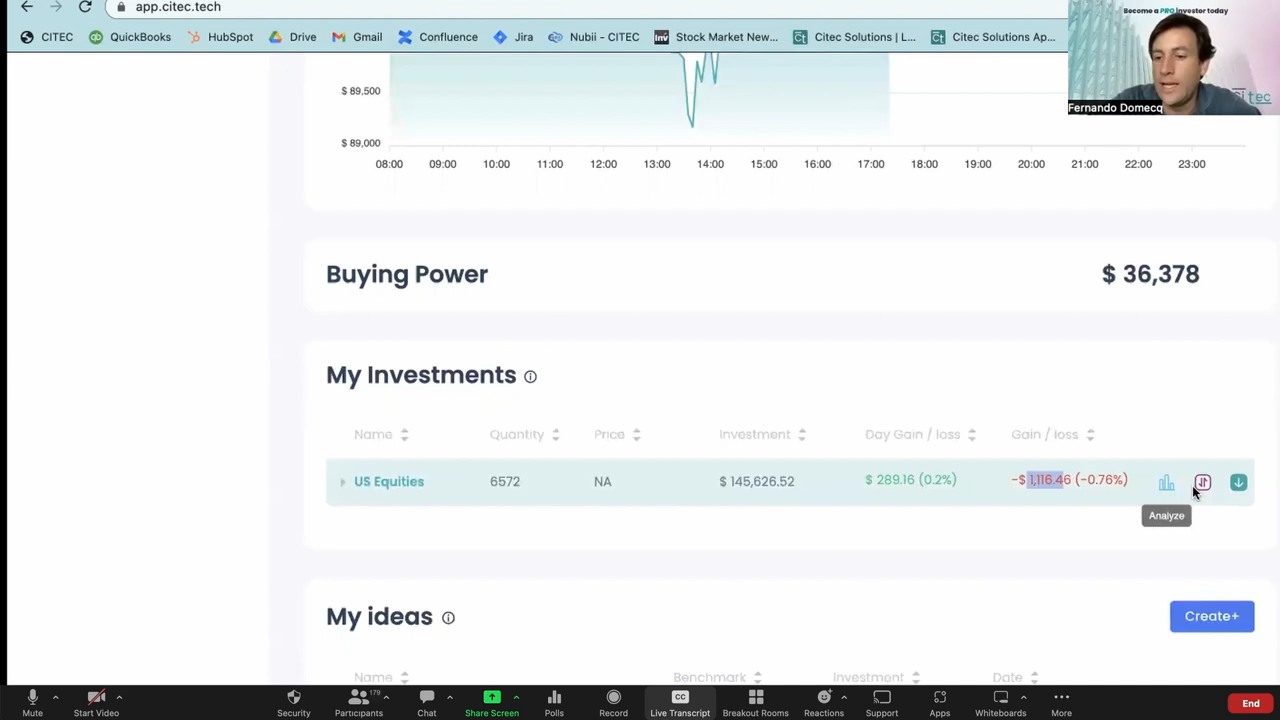 app.citec.tech
Become a PRO investor today
CITEC QuickBooks HubSpot Drive Gmail Confluence Jira Nubii - CITEC Stock Market New... Citec Solutions | L... Citec Solutions Ap...
Fernando Domecq
$ 89,500
$ 89,000
08:00 09:00 10:00 11:00 12:00 13:00 14:00 15:00 16:00 17:00 18:00 19:00 20:00 21:00 22:00 23:00
Buying Power $ 36,378
My Investments
Name Quantity Price Investment Day Gain / loss Gain / loss
US Equities 6572 NA $ 145,626.52 $ 289.16 (0.2%) -$ 1,116.46 (-0.76%)
Analyze
My ideas Create+
Name Benchmark Investment Date
179
Mute Start Video Security Participants Chat Share Screen Polls Record Live Transcript Breakout Rooms Reactions Support Apps Whiteboards More End